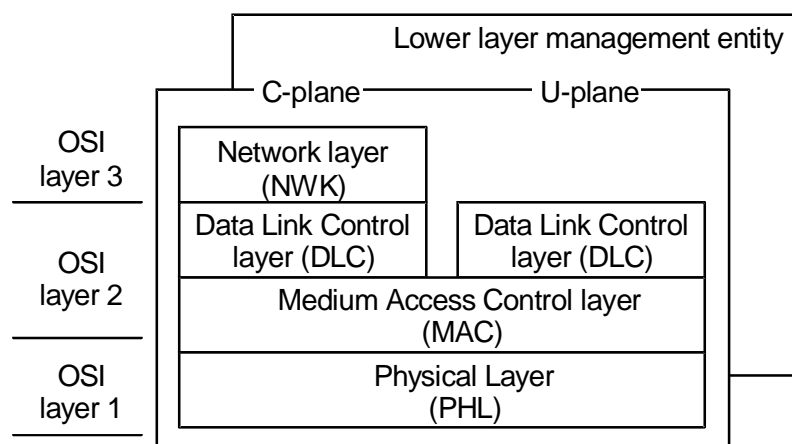 Lower layer management entity
C-plane
U-plane
OSI
layer 3
Network layer
(NWK)
OSI
layer 2
Data Link Control
layer (DLC)
Data Link Control
layer (DLC)
Medium Access Control layer
(MAC)
OSI
layer 1
Physical Layer
(PHL)